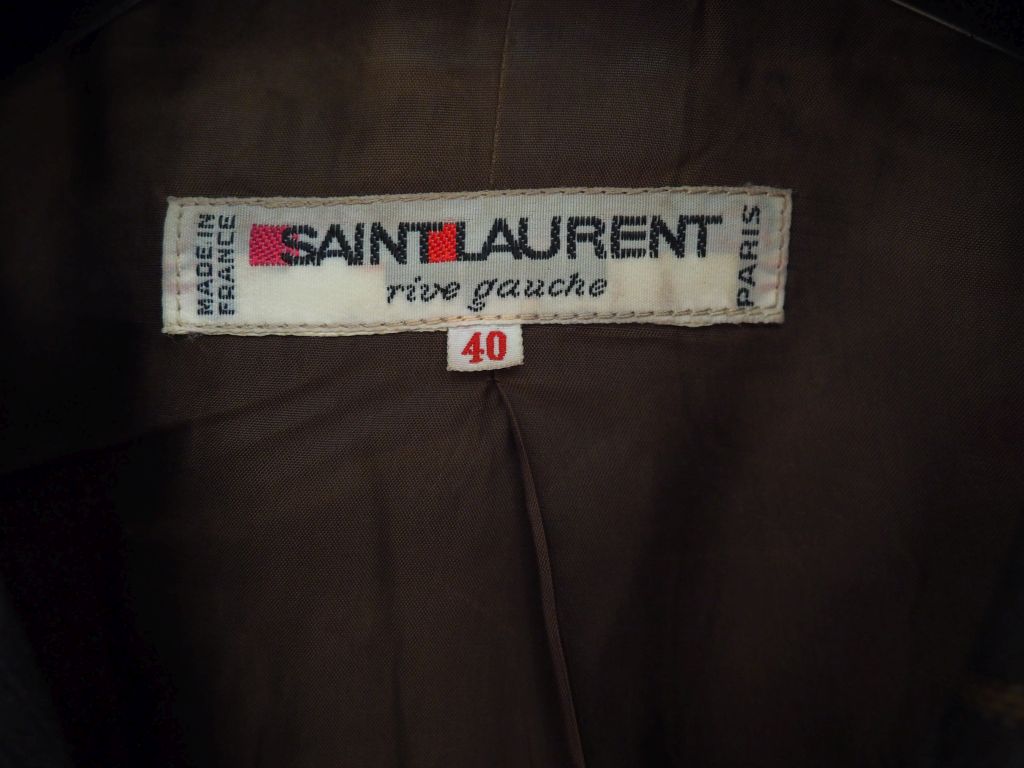 MADE IN
FRANCE
SAINT LAURENT
rive gauche
PARIS
40